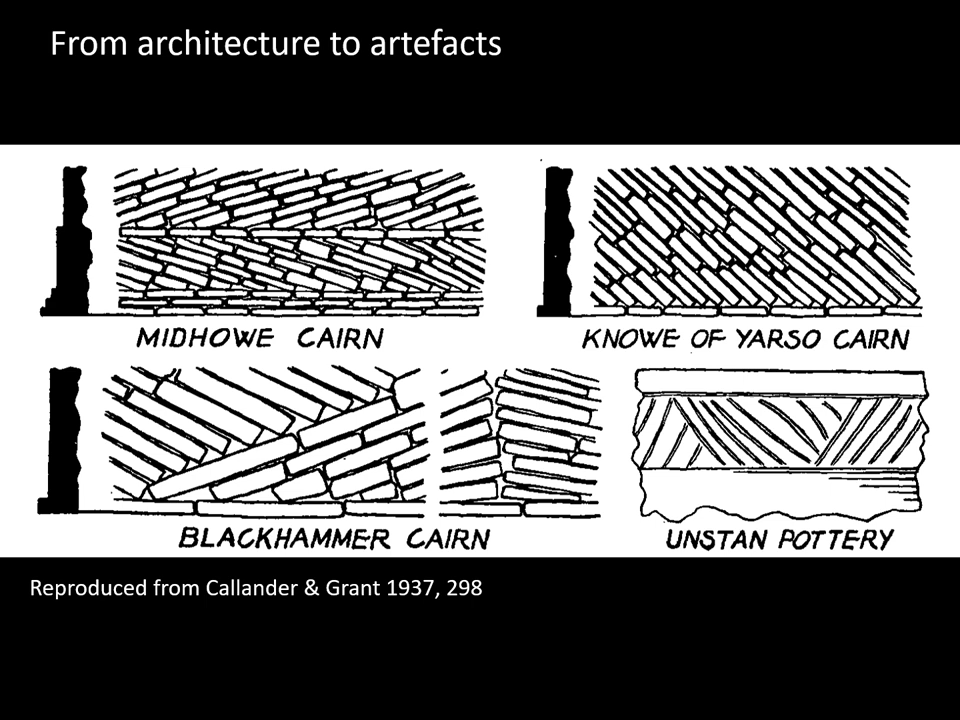 From architecture to artefacts
MIDHOWE CAIRN
KNOWE OF YARSO CAIRN
BLACKHAMMER CAIRN
UNSTAN POTTERY
Reproduced from Callander & Grant 1937, 298